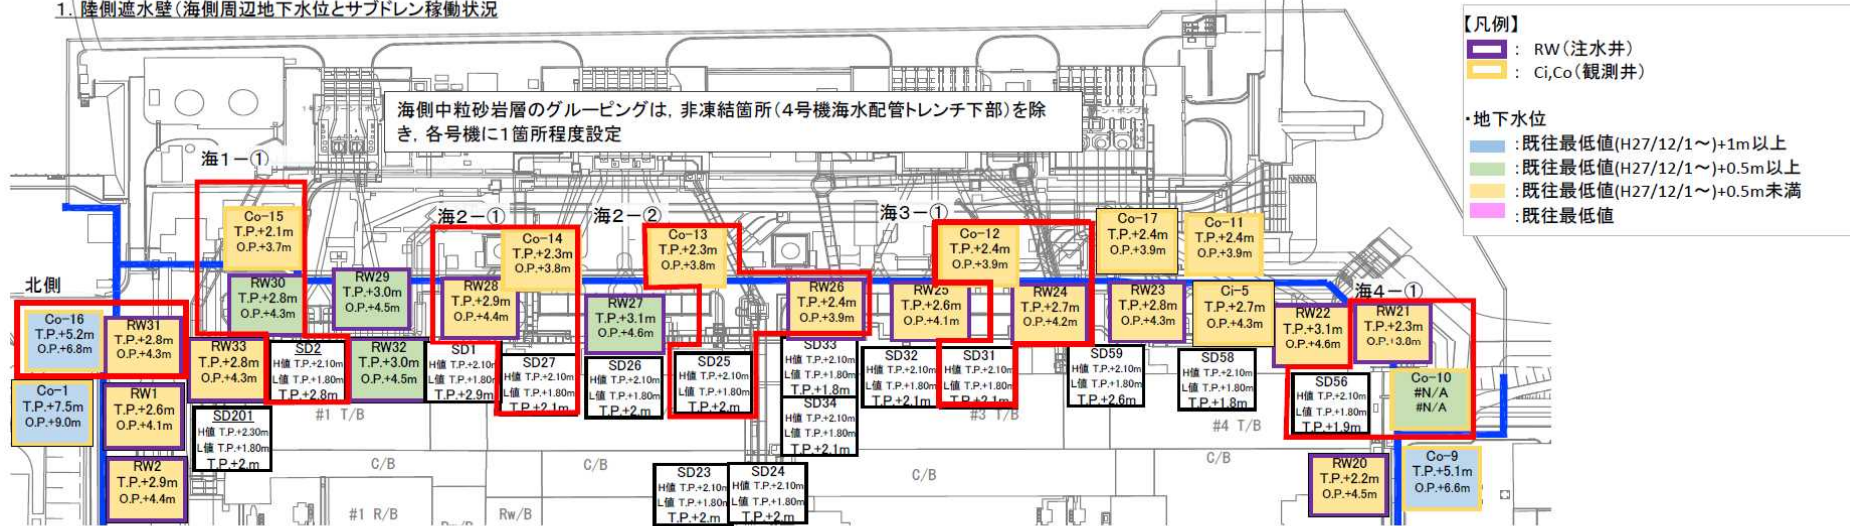 1. 陸側遮水壁(海側周辺地下水位とサブドレン稼働状況
【凡例】
: RW(注水井)
: Ci,Co(観測井)
・地下水位
:既往最低値(H27/12/1～)+1m以上
:既往最低値(H27/12/1～)+0.5m以上
:既往最低値(H27/12/1～)+0.5m未満
:既往最低値
海側中粒砂岩層のグルーピングは, 非凍結箇所(4号機海水配管トレンチ下部)を除
き, 各号機に1箇所程度設定
海1-①
海2-①
海2-②
海3-①
海4-①
北側
Co-15
T.P.+2.1m
O.P.+3.7m
Co-14
T.P.+2.3m
O.P.+3.8m
Co-13
T.P.+2.3m
O.P.+3.8m
Co-12
T.P.+2.4m
O.P.+3.9m
Co-17
T.P.+2.4m
O.P.+3.9m
Co-11
T.P.+2.4m
O.P.+3.9m
Co-16
T.P.+5.2m
O.P.+6.8m
RW31
T.P.+2.8m
O.P.+4.3m
RW30
T.P.+2.8m
O.P.+4.3m
RW29
T.P.+3.0m
O.P.+4.5m
RW28
T.P.+2.9m
O.P.+4.4m
RW27
T.P.+3.1m
O.P.+4.6m
RW26
T.P.+2.4m
O.P.+3.9m
RW25
T.P.+2.6m
O.P.+4.1m
RW24
T.P.+2.7m
O.P.+4.2m
RW23
T.P.+2.8m
O.P.+4.3m
Ci-5
T.P.+2.7m
O.P.+4.3m
RW22
T.P.+3.1m
O.P.+4.6m
RW21
T.P.+2.3m
O.P.+3.8m
RW33
T.P.+2.8m
O.P.+4.3m
SD2
H値 T.P.+2.10m
L値 T.P.+1.80m
T.P.+2.8m
RW32
T.P.+3.0m
O.P.+4.5m
SD1
H値 T.P.+2.10m
L値 T.P.+1.80m
T.P.+2.9m
SD27
H値 T.P.+2.10m
L値 T.P.+1.80m
T.P.+2.1m
SD26
H値 T.P.+2.10m
L値 T.P.+1.80m
T.P.+2.m
SD25
H値 T.P.+2.10m
L値 T.P.+1.80m
T.P.+2.m
SD33
H値 T.P.+2.10m
L値 T.P.+1.80m
T.P.+1.8m
SD32
H値 T.P.+2.10m
L値 T.P.+1.80m
T.P.+2.1m
SD31
H値 T.P.+2.10m
L値 T.P.+1.80m
T.P.+2.1m
SD59
H値 T.P.+2.10m
L値 T.P.+1.80m
T.P.+2.6m
SD58
H値 T.P.+2.10m
L値 T.P.+1.80m
T.P.+1.8m
SD56
H値 T.P.+2.10m
L値 T.P.+1.80m
T.P.+1.9m
Co-10
#N/A
#N/A
Co-1
T.P.+7.5m
O.P.+9.0m
RW1
T.P.+2.6m
O.P.+4.1m
SD201
H値 T.P.+2.30m
L値 T.P.+1.80m
T.P.+2.m
SD34
H値 T.P.+2.10m
L値 T.P.+1.80m
T.P.+2.1m
#1 T/B
#3 T/B
#4 T/B
RW2
T.P.+2.9m
O.P.+4.4m
C/B
C/B
SD23
H値 T.P.+2.10m
L値 T.P.+1.80m
T.P.+2.m
SD24
H値 T.P.+2.10m
L値 T.P.+1.80m
T.P.+2.m
C/B
C/B
RW20
T.P.+2.2m
O.P.+4.5m
Co-9
T.P.+5.1m
O.P.+6.6m
#1 R/B
Rw/B